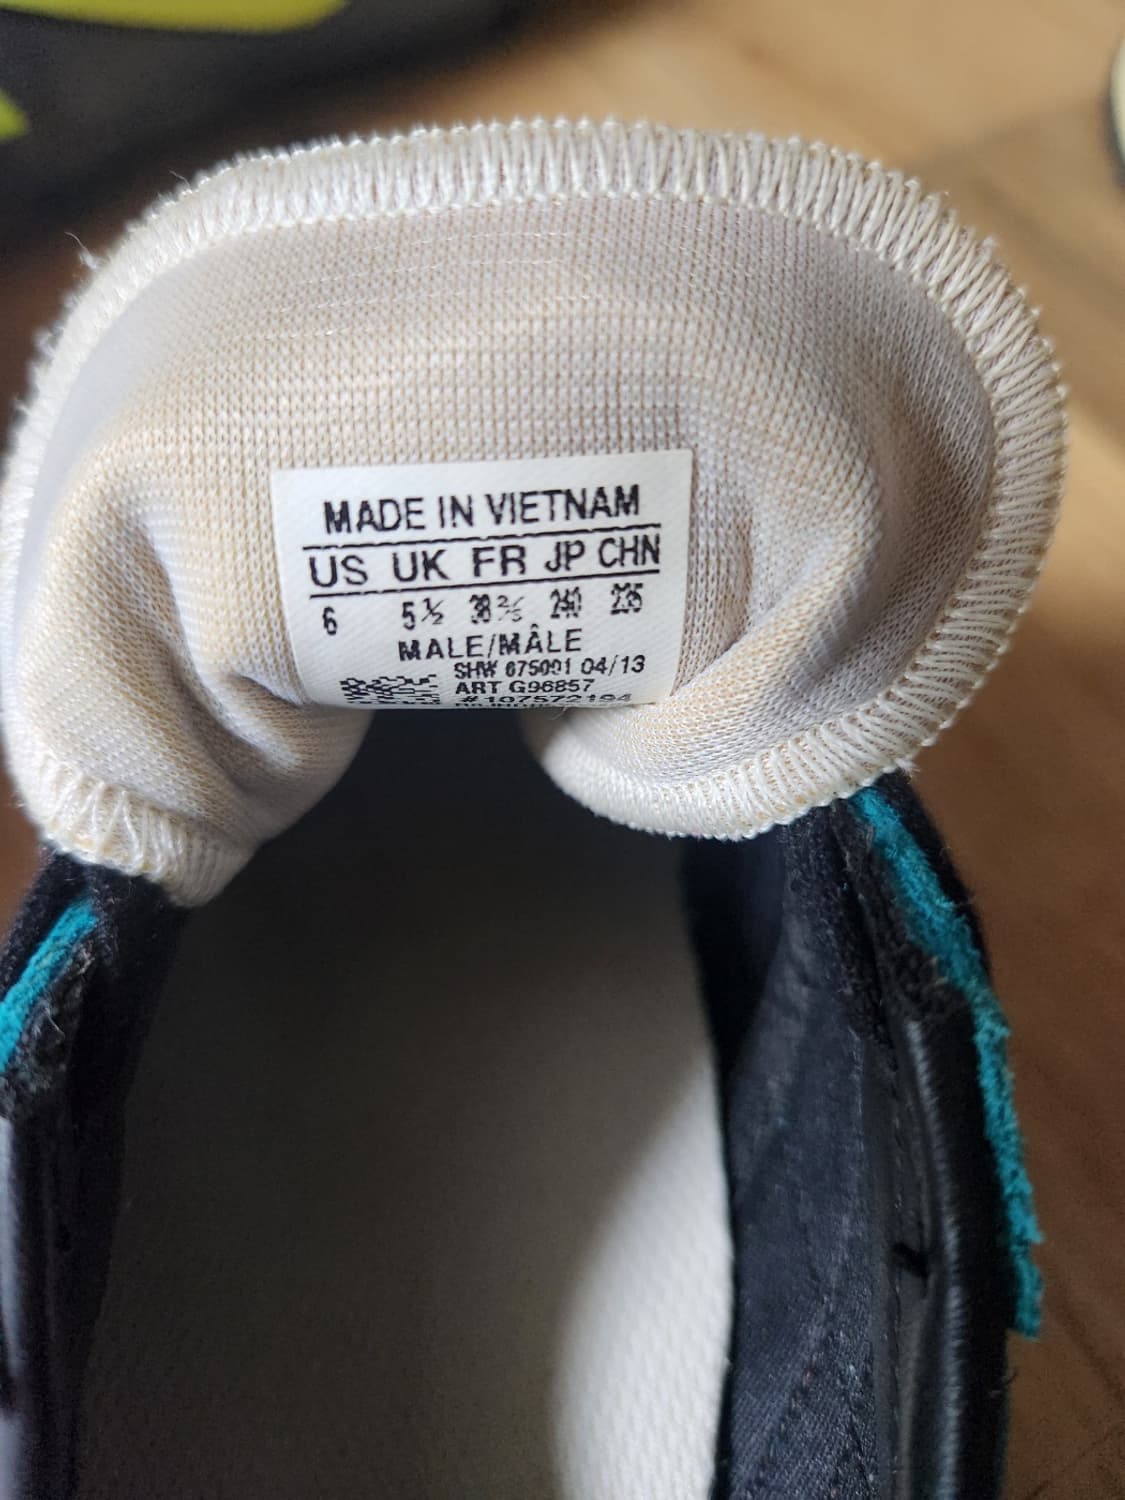 MADE IN VIETNAM
US UK FR JP CHN
6 5½ 38⅔ 240 235
MALE/MÂLE
SHW 675001 04/13
ART G96857
#107572194